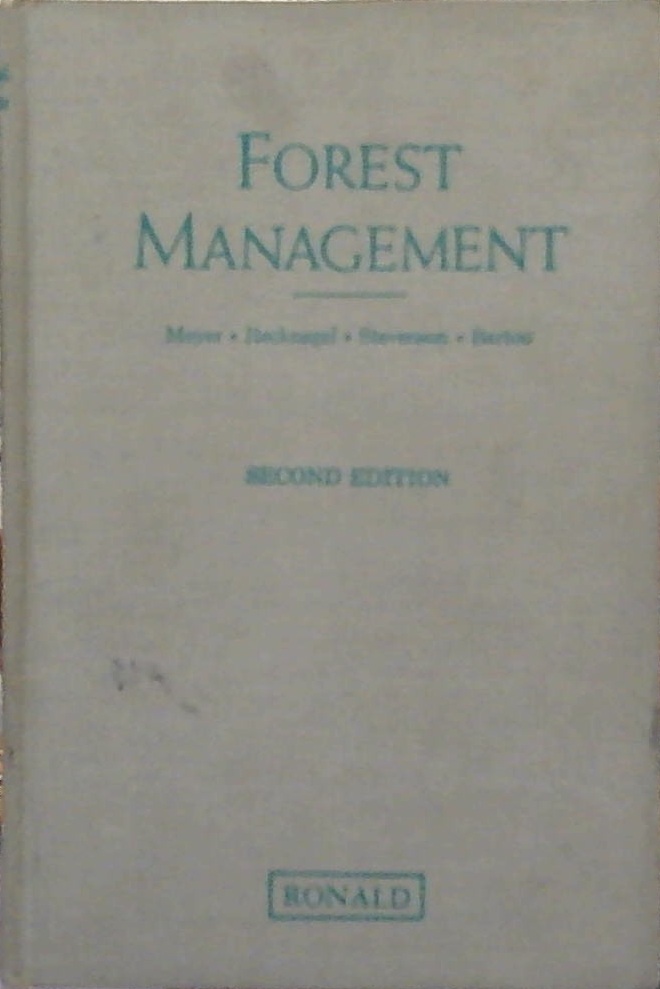 FOREST
MANAGEMENT
Meyer • Recknagel • Stevenson • Bartoo
SECOND EDITION
RONALD